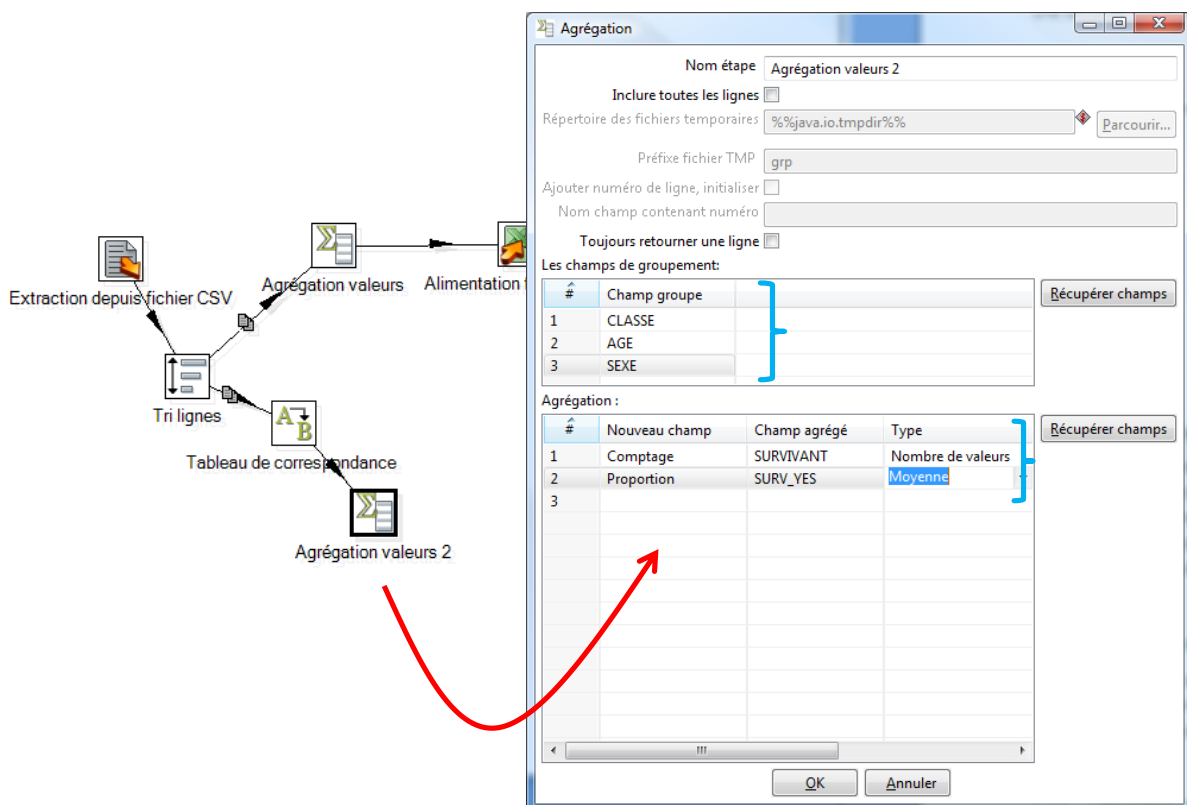 Agrégation
Nom étape Agrégation valeurs 2
Inclure toutes les lignes
Répertoire des fichiers temporaires %%java.io.tmpdir%% Parcourir...
Préfixe fichier TMP grp
Ajouter numéro de ligne, initialiser
Nom champ contenant numéro
Toujours retourner une ligne
Les champs de groupement:
# Champ groupe Récupérer champs
1 CLASSE
2 AGE
3 SEXE
Agrégation :
# Nouveau champ Champ agrégé Type Récupérer champs
1 Comptage SURVIVANT Nombre de valeurs
2 Proportion SURV_YES Moyenne
3
OK Annuler
Extraction depuis fichier CSV
Agrégation valeurs
Alimentation
Tri lignes
A B
Tableau de correspondance
Agrégation valeurs 2